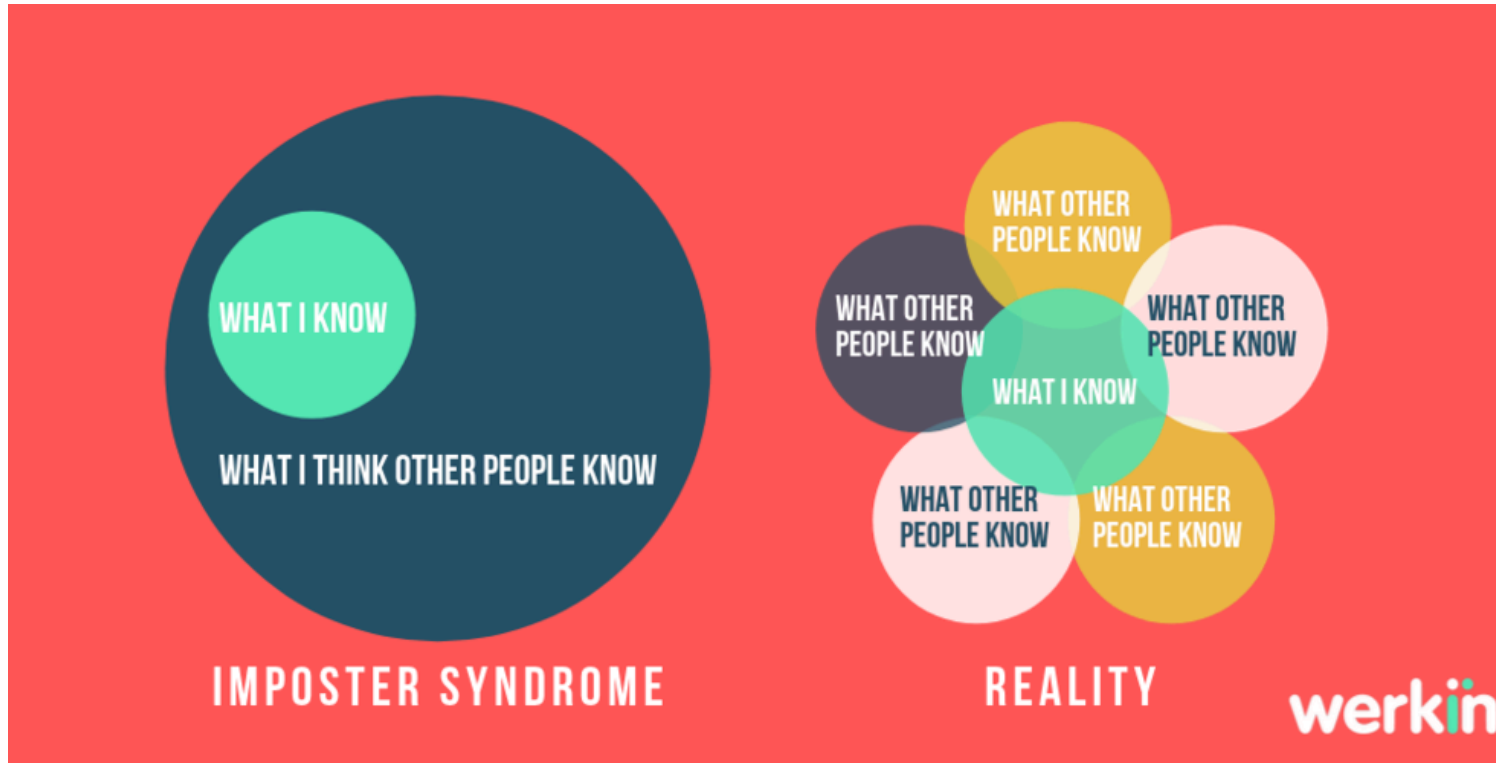 WHAT I KNOW
WHAT I THINK OTHER PEOPLE KNOW
IMPOSTER SYNDROME
WHAT OTHER
PEOPLE KNOW
WHAT OTHER
PEOPLE KNOW
WHAT OTHER
PEOPLE KNOW
WHAT I KNOW
WHAT OTHER
PEOPLE KNOW
WHAT OTHER
PEOPLE KNOW
REALITY
werkin